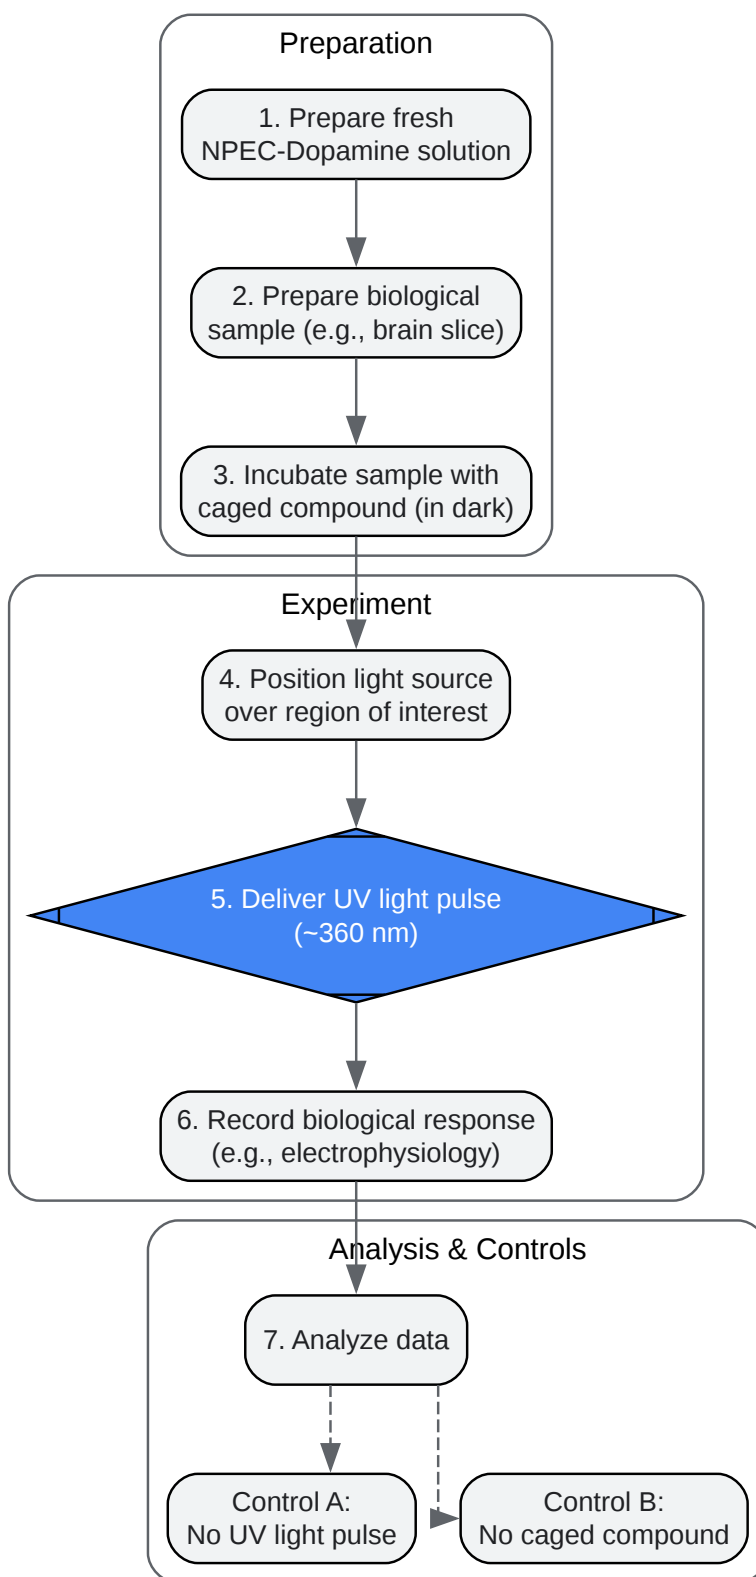 Preparation
1. Prepare fresh
NPEC-Dopamine solution
2. Prepare biological
sample (e.g., brain slice)
3. Incubate sample with
caged compound (in dark)
Experiment
4. Position light source
over region of interest
5. Deliver UV light pulse
(~360 nm)
6. Record biological response
(e.g., electrophysiology)
Analysis & Controls
7. Analyze data
Control A:
No UV light pulse
Control B:
No caged compound